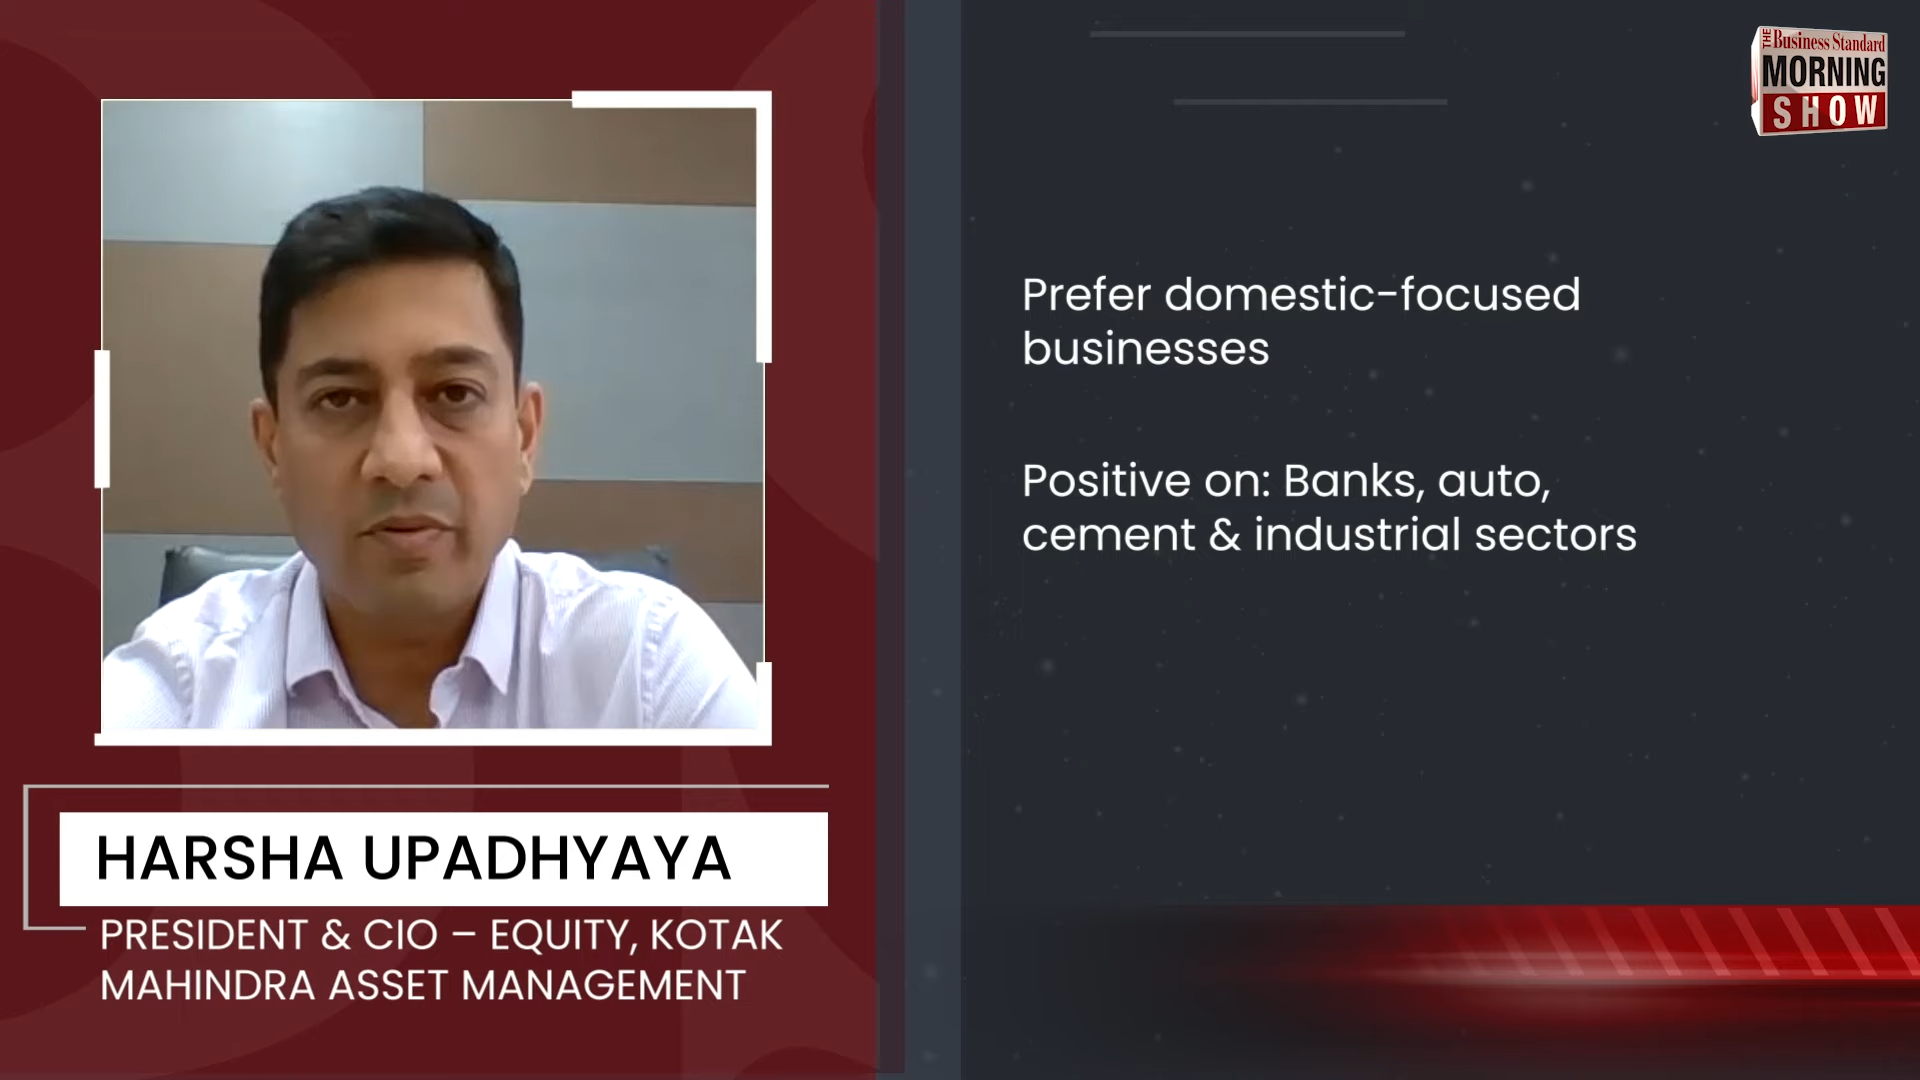 THE
Business Standard
MORNING
SHOW
Prefer domestic-focused
businesses
Positive on: Banks, auto,
cement & industrial sectors
HARSHA UPADHYAYA
PRESIDENT & CIO – EQUITY, KOTAK
MAHINDRA ASSET MANAGEMENT